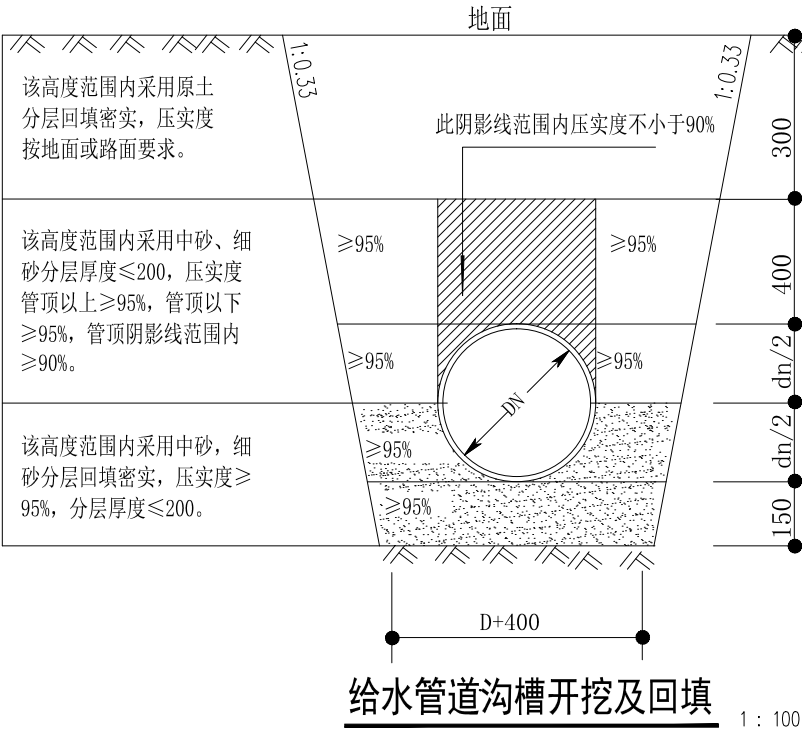 地面
1:0.33
1:0.33
该高度范围内采用原土
分层回填密实，压实度
按地面或路面要求。
此阴影线范围内压实度不小于90%
300
该高度范围内采用中砂、细
砂分层厚度≤200，压实度
管顶以上≥95%，管顶以下
≥95%，管顶阴影线范围内
≥90%。
≥95%
≥95%
400
≥95%
≥95%
dn/2
DN
该高度范围内采用中砂，细
砂分层回填密实，压实度≥
95%，分层厚度≤200。
≥95%
dn/2
≥95%
150
D+400
给水管道沟槽开挖及回填
1：100